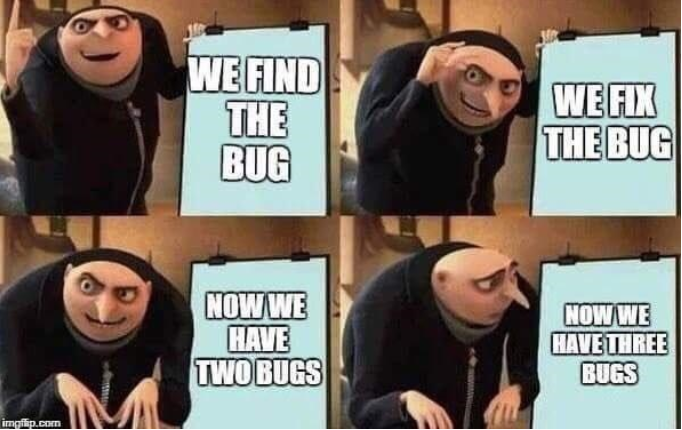 WE FIND
THE
BUG
WE FIX
THE BUG
NOW WE
HAVE
TWO BUGS
NOW WE
HAVE THREE
BUGS
imgflip.com